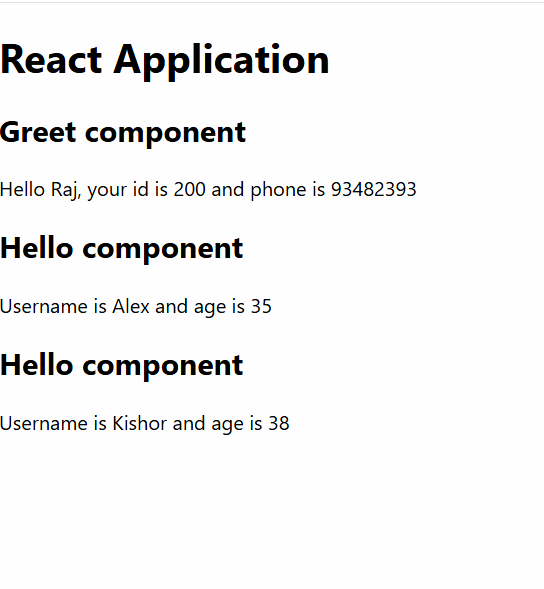 React Application
Greet component
Hello Raj, your id is 200 and phone is 93482393
Hello component
Username is Alex and age is 35
Hello component
Username is Kishor and age is 38